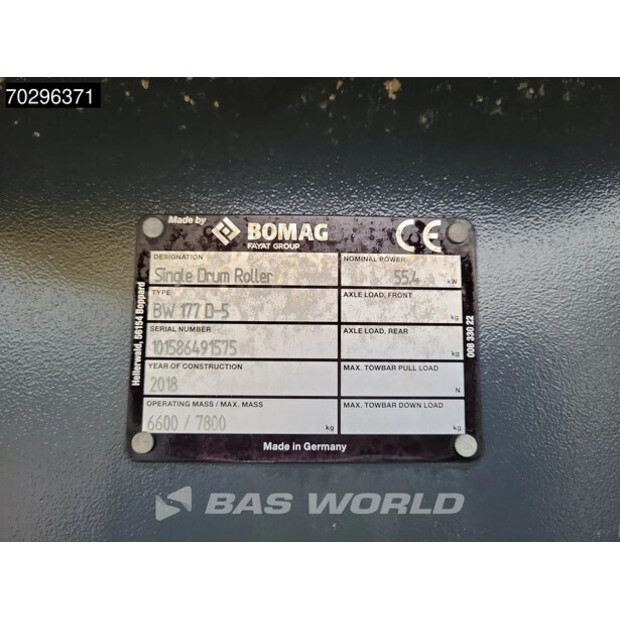 70296371
Made by BOMAG CE
FAYAT GROUP
DESIGNATION
Single Drum Roller
NOMINAL POWER
55,4 kW
TYPE
BW 177 D-5
AXLE LOAD, FRONT
kg
SERIAL NUMBER
101586491575
AXLE LOAD, REAR
kg
YEAR OF CONSTRUCTION
2018
MAX. TOWBAR PULL LOAD
N
OPERATING MASS / MAX. MASS
6600 / 7800 kg
MAX. TOWBAR DOWN LOAD
kg
Made in Germany
Hellerwald, 56154 Boppard
008 330 22
BAS WORLD